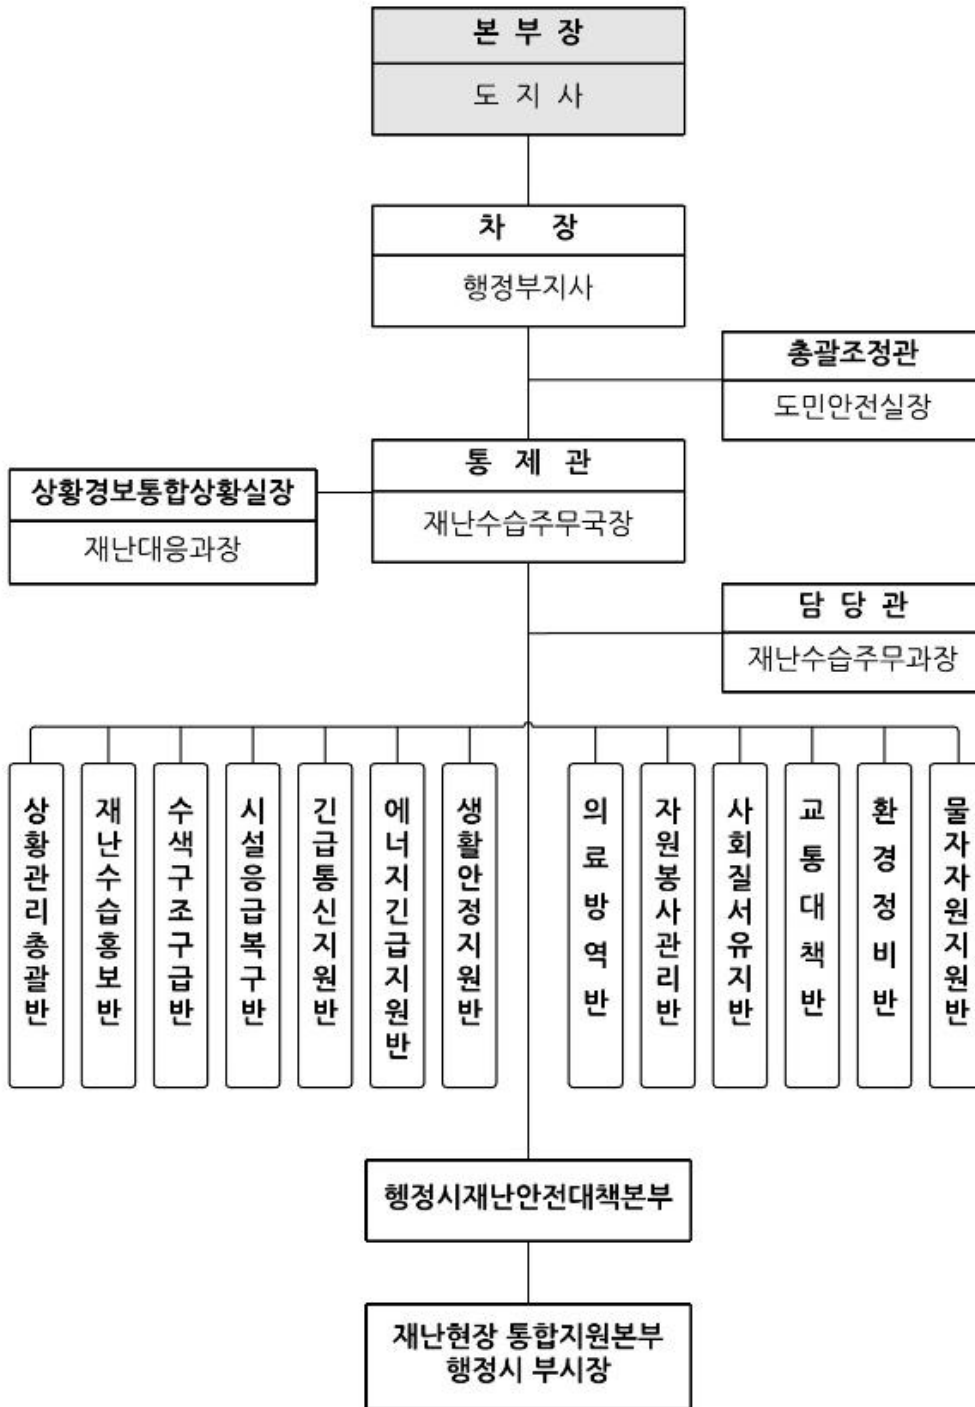 본 부 장
도 지 사
차 장
행정부지사
총괄조정관
도민안전실장
통 제 관
재난수습주무국장
상황경보통합상황실장
재난대응과장
담 당 관
재난수습주무과장
상황관리총괄반
재난수습홍보반
수색구조구급반
시설응급복구반
긴급통신지원반
에너지긴급지원반
생활안정지원반
의료방역반
자원봉사관리반
사회질서유지반
교통대책반
환경정비반
물자자원지원반
헹정시재난안전대책본부
재난현장 통합지원본부
행정시 부시장